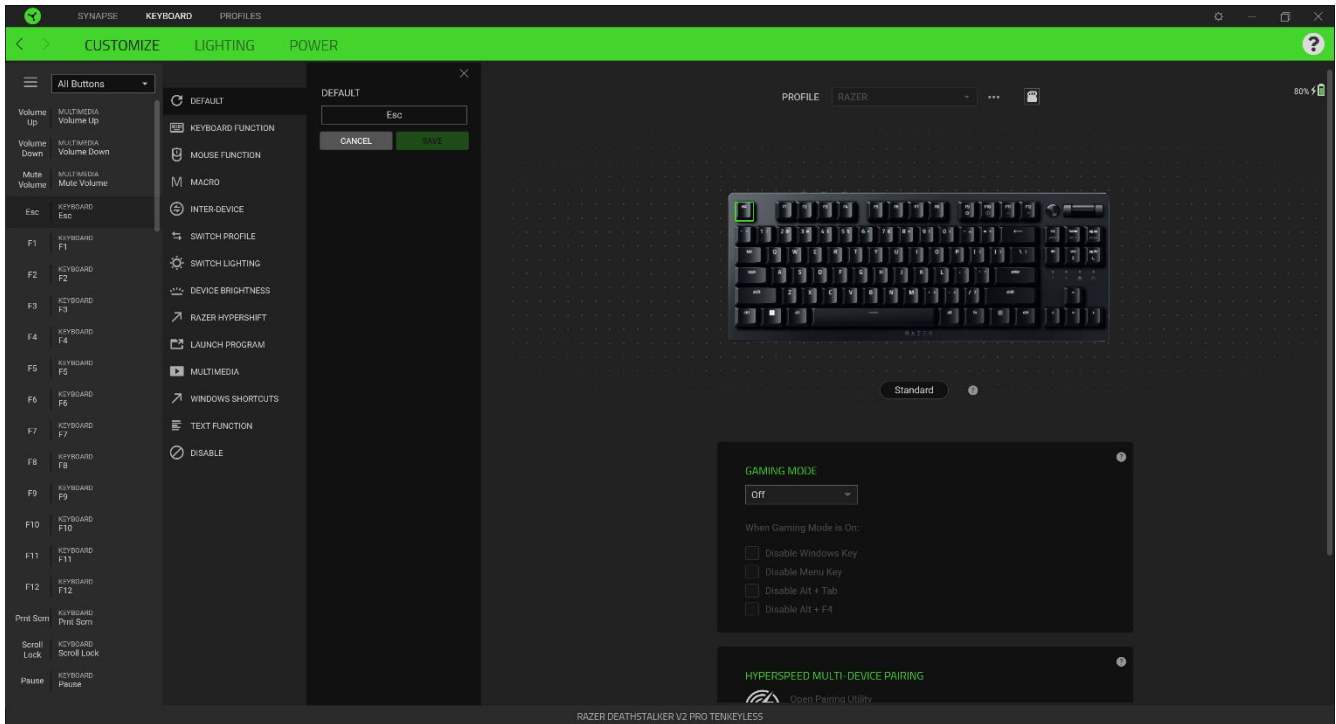 SYNAPSE KEYBOARD PROFILES
CUSTOMIZE LIGHTING POWER
?
All Buttons
Volume Up MULTIMEDIA Volume Up
Volume Down MULTIMEDIA Volume Down
Mute Volume MULTIMEDIA Mute Volume
Esc KEYBOARD Esc
F1 KEYBOARD F1
F2 KEYBOARD F2
F3 KEYBOARD F3
F4 KEYBOARD F4
F5 KEYBOARD F5
F6 KEYBOARD F6
F7 KEYBOARD F7
F8 KEYBOARD F8
F9 KEYBOARD F9
F10 KEYBOARD F10
F11 KEYBOARD F11
F12 KEYBOARD F12
Prnt Scrn KEYBOARD Prnt Scrn
Scroll Lock KEYBOARD Scroll Lock
Pause KEYBOARD Pause
DEFAULT
KEYBOARD FUNCTION
MOUSE FUNCTION
MACRO
INTER-DEVICE
SWITCH PROFILE
SWITCH LIGHTING
DEVICE BRIGHTNESS
RAZER HYPERSHIFT
LAUNCH PROGRAM
MULTIMEDIA
WINDOWS SHORTCUTS
TEXT FUNCTION
DISABLE
DEFAULT
Esc
CANCEL SAVE
PROFILE RAZER
80%
Q W E R T Y U I O P
A S D F G H J K L
Z X C V B N M
RAZER
Standard ?
GAMING MODE ?
Off
When Gaming Mode is On:
Disable Windows Key
Disable Menu Key
Disable Alt + Tab
Disable Alt + F4
HYPERSPEED MULTI-DEVICE PAIRING ?
Open Pairing Utility
RAZER DEATHSTALKER V2 PRO TENKEYLESS